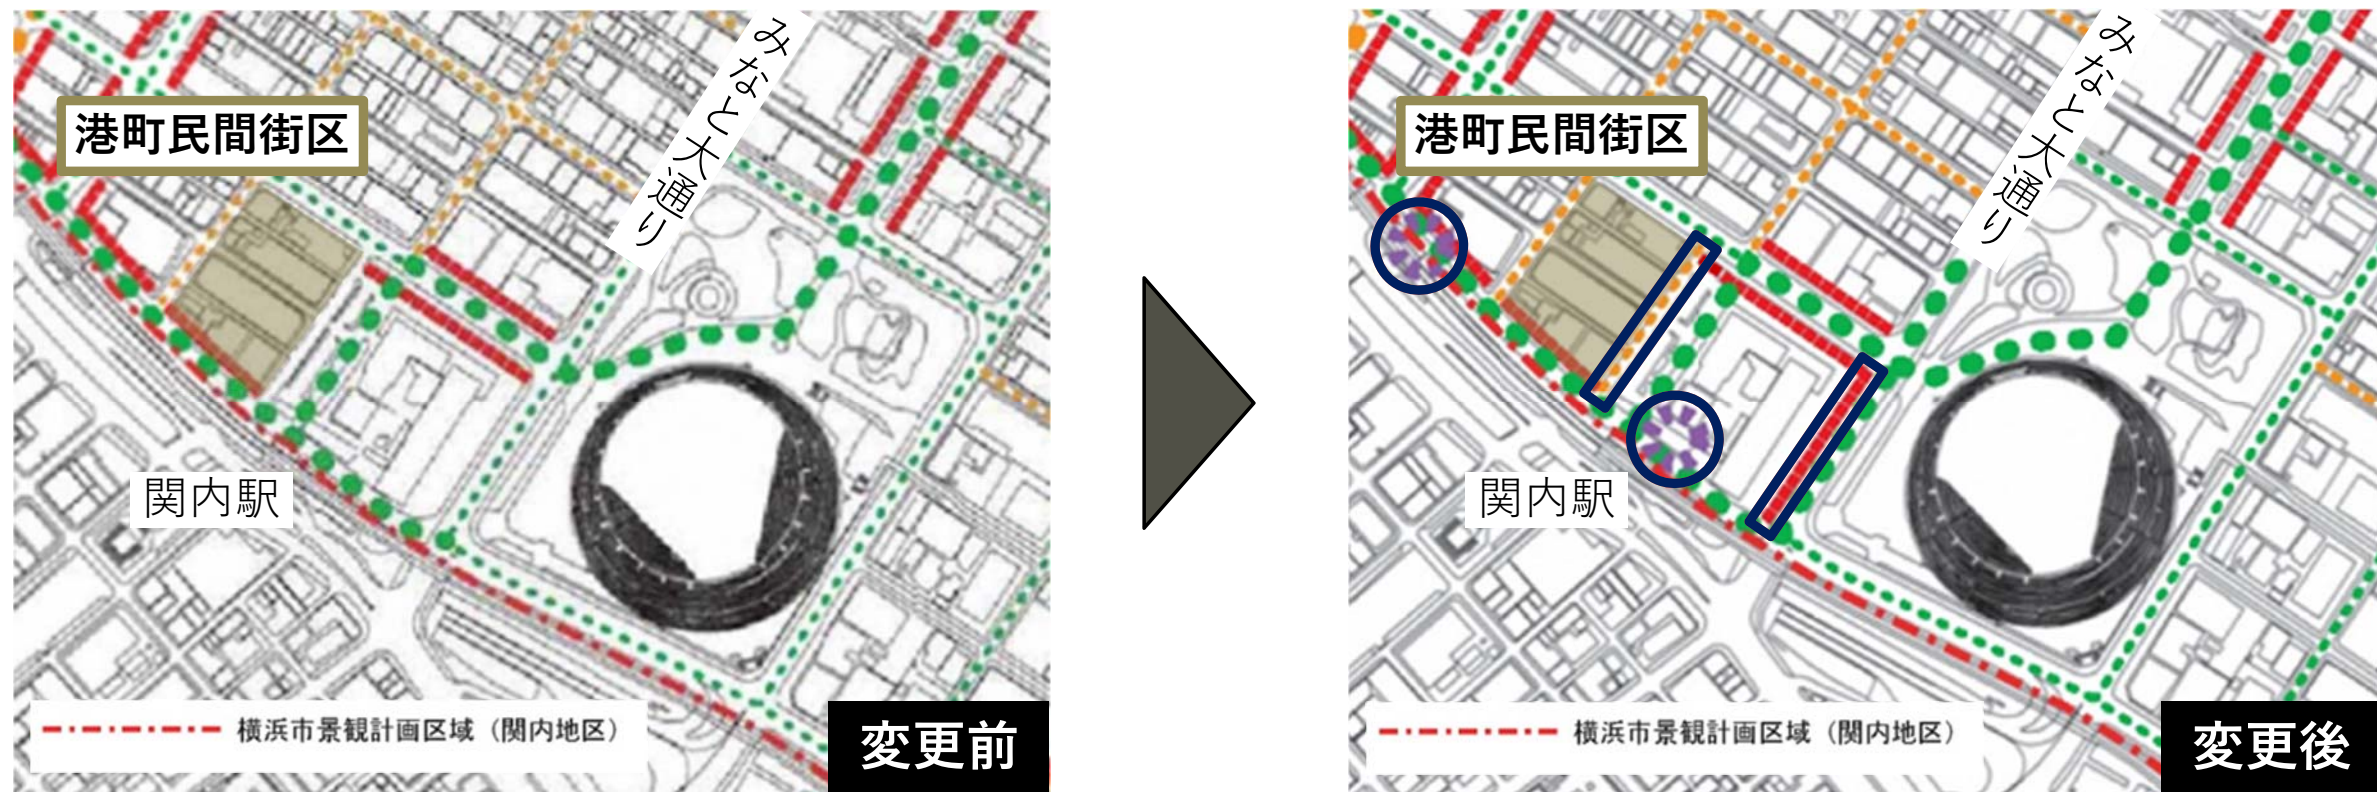 みなと大通り
港町民間街区
関内駅
横浜市景観計画区域（関内地区）
変更前
みなと大通り
港町民間街区
関内駅
横浜市景観計画区域（関内地区）
変更後